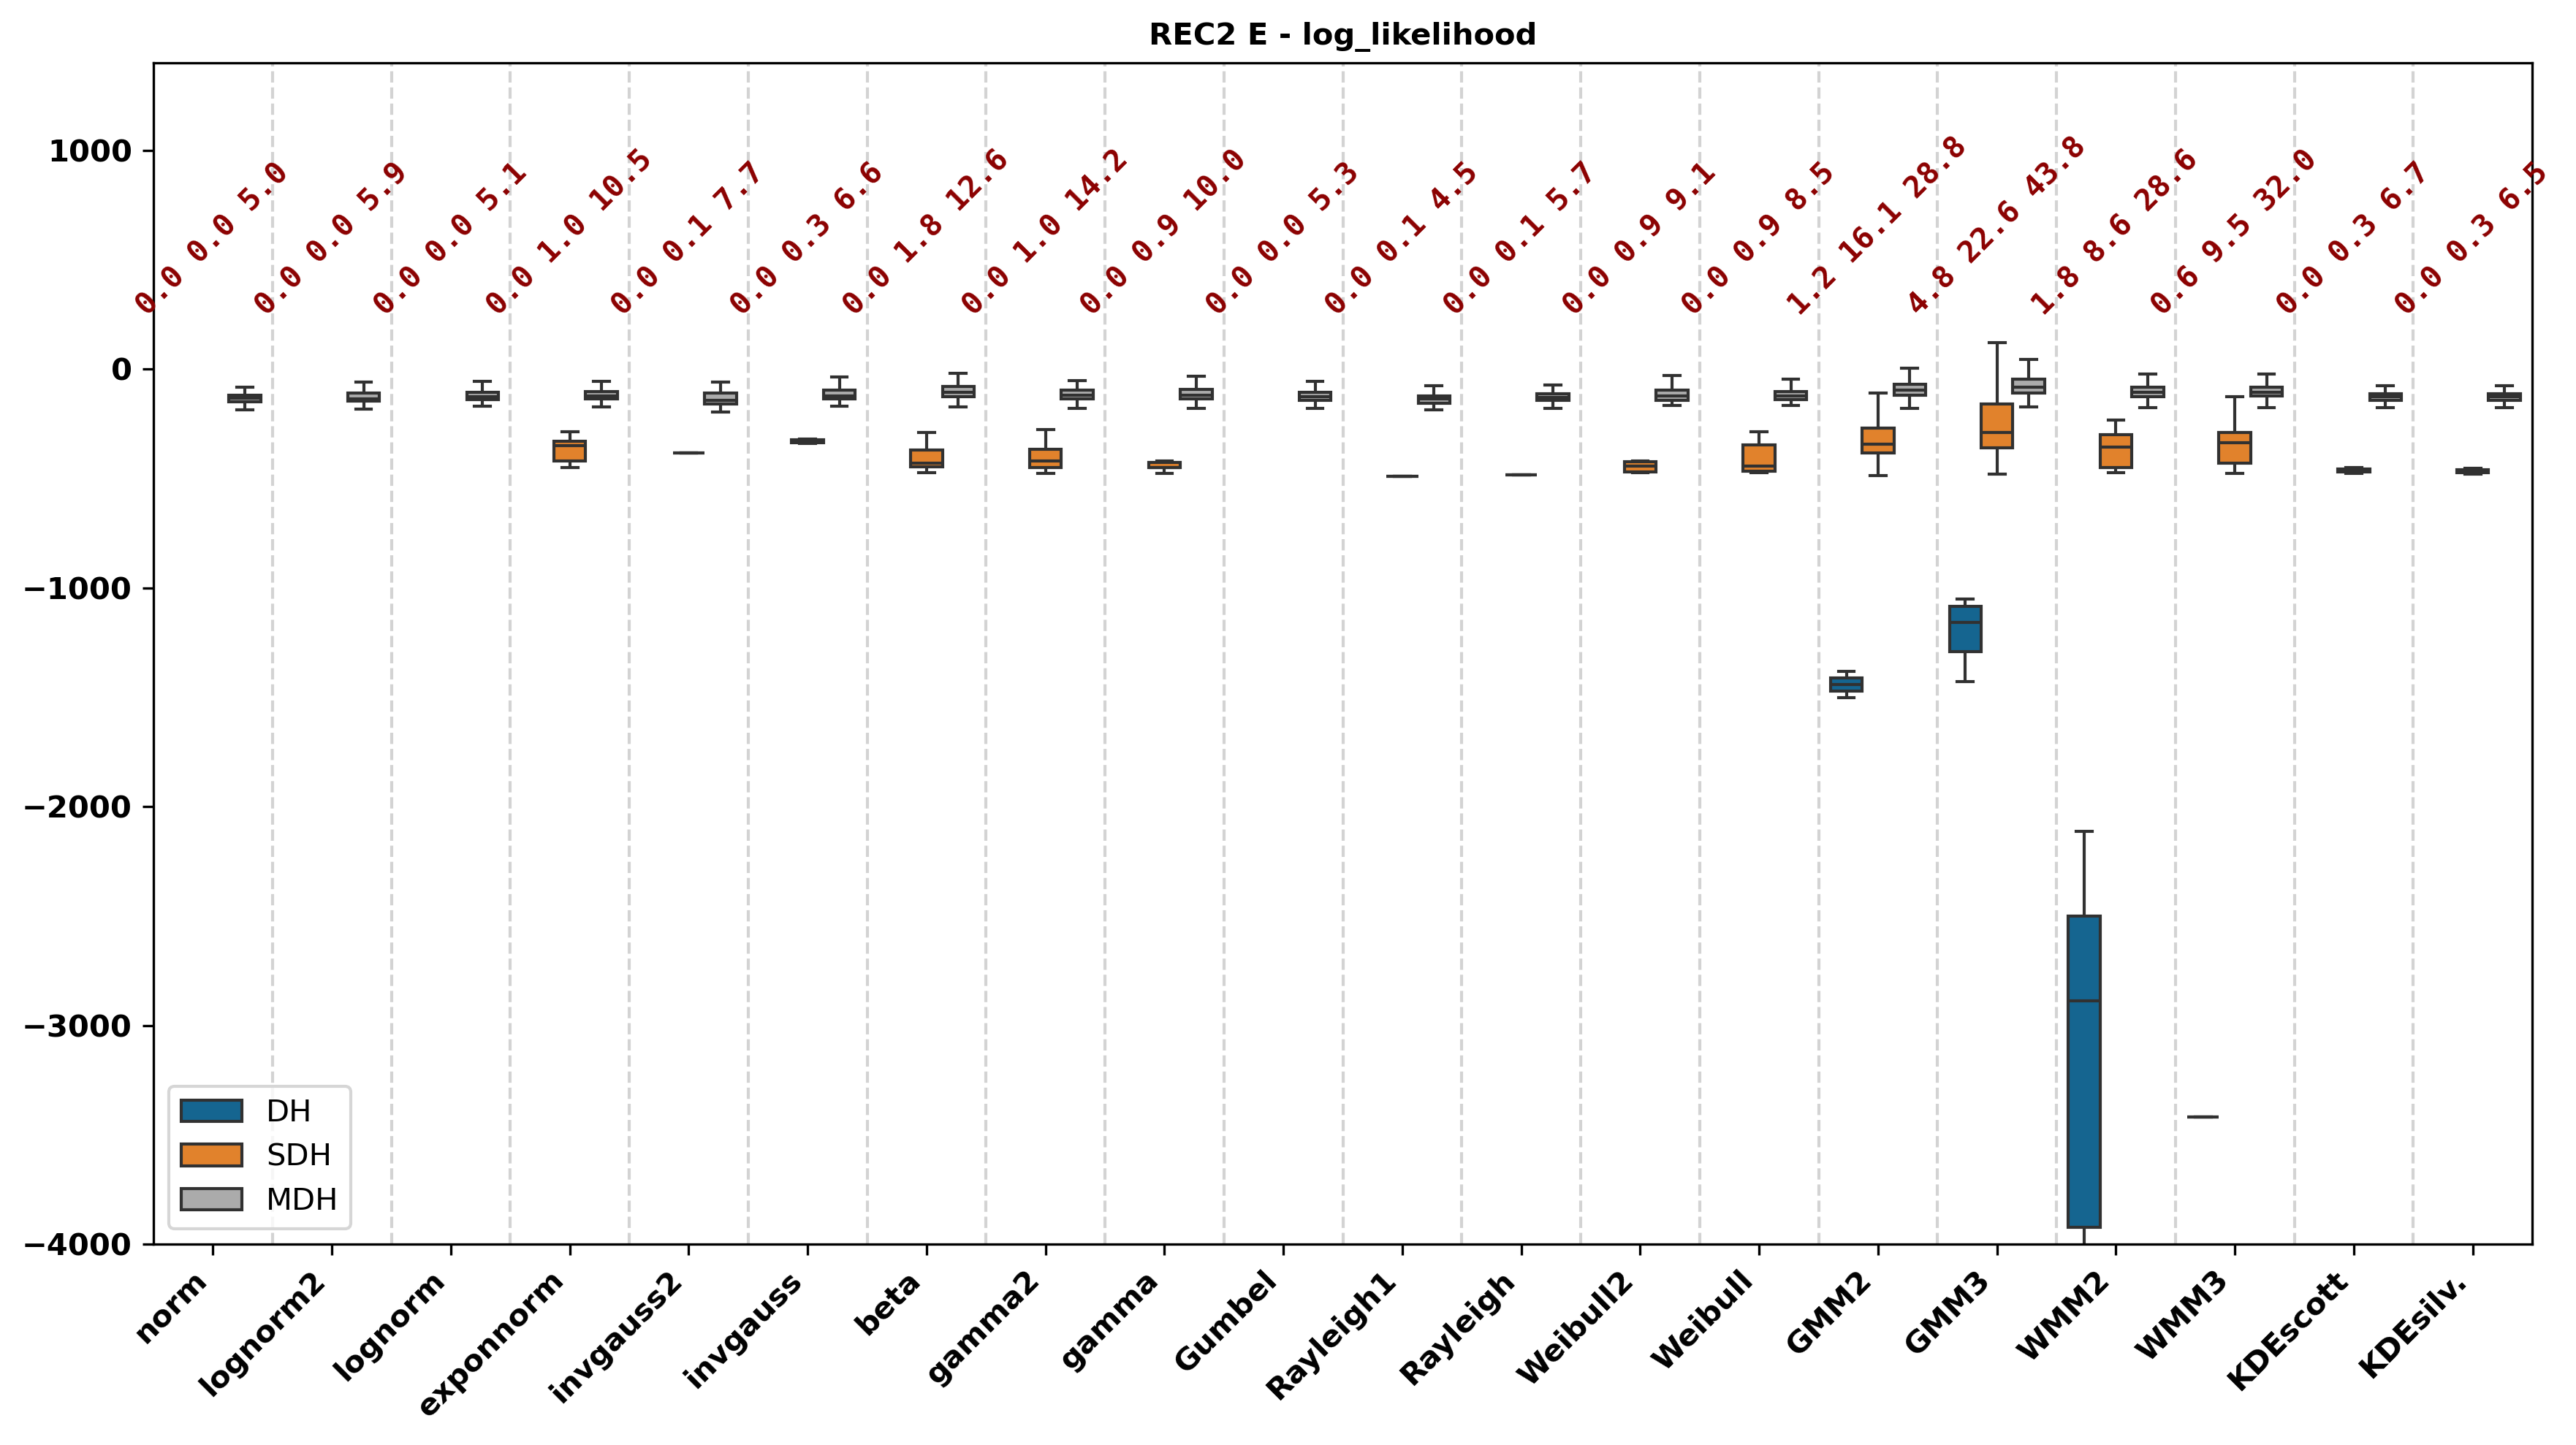 REC2 E - log_likelihood
1000
0
−1000
−2000
−3000
−4000
0.0 0.0 5.0
0.0 0.0 5.9
0.0 0.0 5.1
0.0 1.0 10.5
0.0 0.1 7.7
0.0 0.3 6.6
0.0 1.8 12.6
0.0 1.0 14.2
0.0 0.9 10.0
0.0 0.0 5.3
0.0 0.1 4.5
0.0 0.1 5.7
0.0 0.9 9.1
0.0 0.9 8.5
1.2 16.1 28.8
4.8 22.6 43.8
1.8 8.6 28.6
0.6 9.5 32.0
0.0 0.3 6.7
0.0 0.3 6.5
DH
SDH
MDH
norm
lognorm2
lognorm
exponnorm
invgauss2
invgauss
beta
gamma2
gamma
Gumbel
Rayleigh1
Rayleigh
Weibull2
Weibull
GMM2
GMM3
WMM2
WMM3
KDEscott
KDEsilv.